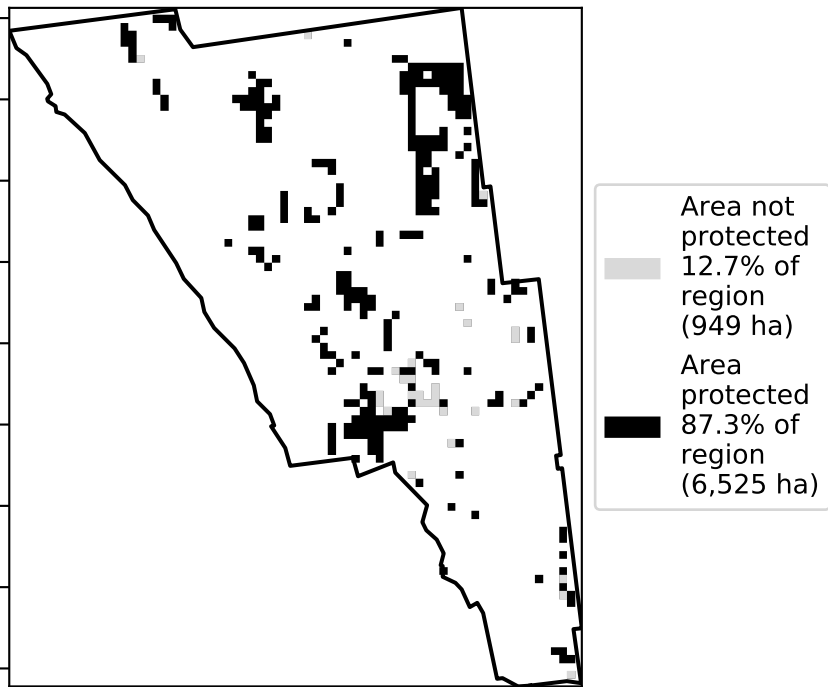 Area not
protected
12.7% of
region
(949 ha)
Area
protected
87.3% of
region
(6,525 ha)